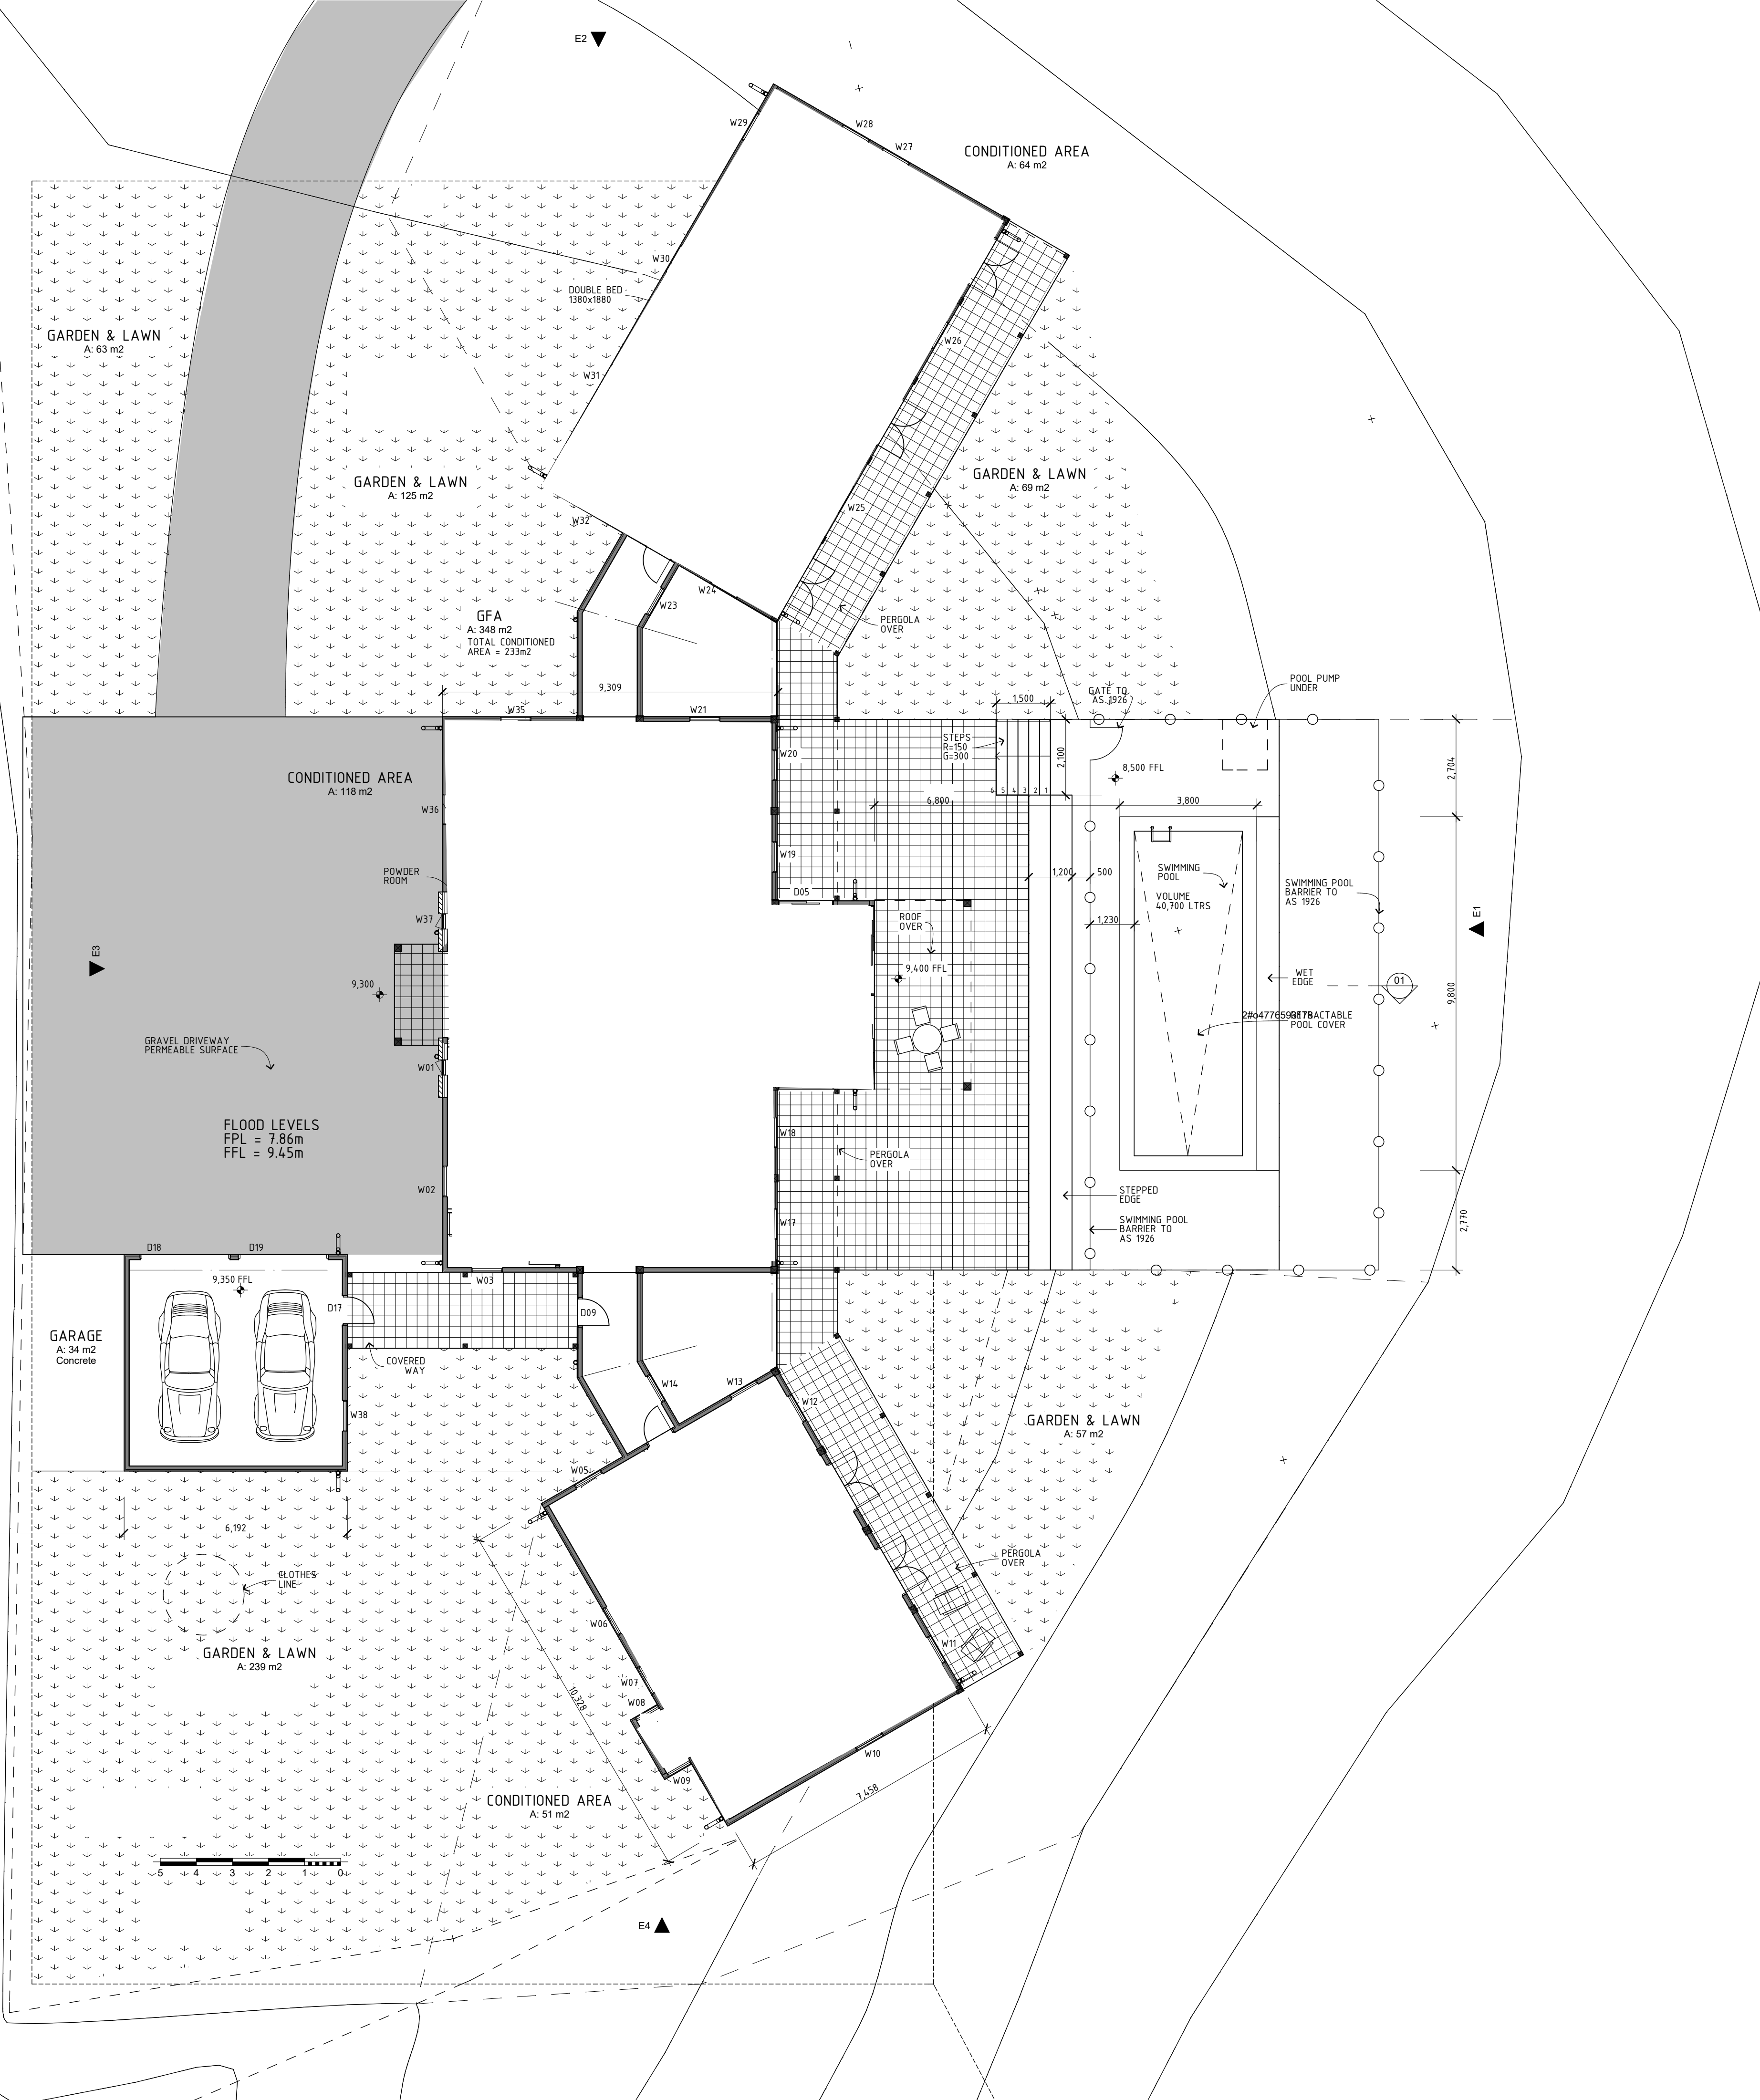 E2
W29
W28
W27
CONDITIONED AREA
A: 64 m2
W30
DOUBLE BED
1380x1880
GARDEN & LAWN
A: 63 m2
W26
W31
GARDEN & LAWN
A: 125 m2
GARDEN & LAWN
A: 69 m2
W32
W25
W24
W23
GFA
A: 348 m2
TOTAL CONDITIONED
AREA = 233m2
PERGOLA
OVER
9,309
POOL PUMP
UNDER
GATE TO
AS 1926
1,500
W35
W21
STEPS
R=150
G=300
2,100
W20
8,500 FFL
2,704
CONDITIONED AREA
A: 118 m2
6 5 4 3 2 1
6,800
3,800
W36
W19
POWDER
ROOM
1,200
500
SWIMMING
POOL
VOLUME
40,700 LTRS
SWIMMING POOL
BARRIER TO
AS 1926
D05
W37
ROOF
OVER
1,230
E1
E3
9,400 FFL
WET
EDGE
9,300
01
9,800
RETRACTABLE
POOL COVER
GRAVEL DRIVEWAY
PERMEABLE SURFACE
W01
FLOOD LEVELS
FPL = 7.86m
FFL = 9.45m
W18
PERGOLA
OVER
W02
STEPPED
EDGE
W17
SWIMMING POOL
BARRIER TO
AS 1926
2,770
D18
D19
9,350 FFL
W03
D17
D09
GARAGE
A: 34 m2
Concrete
COVERED
WAY
W14
W13
W12
W38
GARDEN & LAWN
A: 57 m2
W05
6,192
PERGOLA
OVER
CLOTHES
LINE
W06
W11
GARDEN & LAWN
A: 239 m2
W07
10,328
W08
W10
W09
7,458
CONDITIONED AREA
A: 51 m2
5 4 3 2 1 0
E4